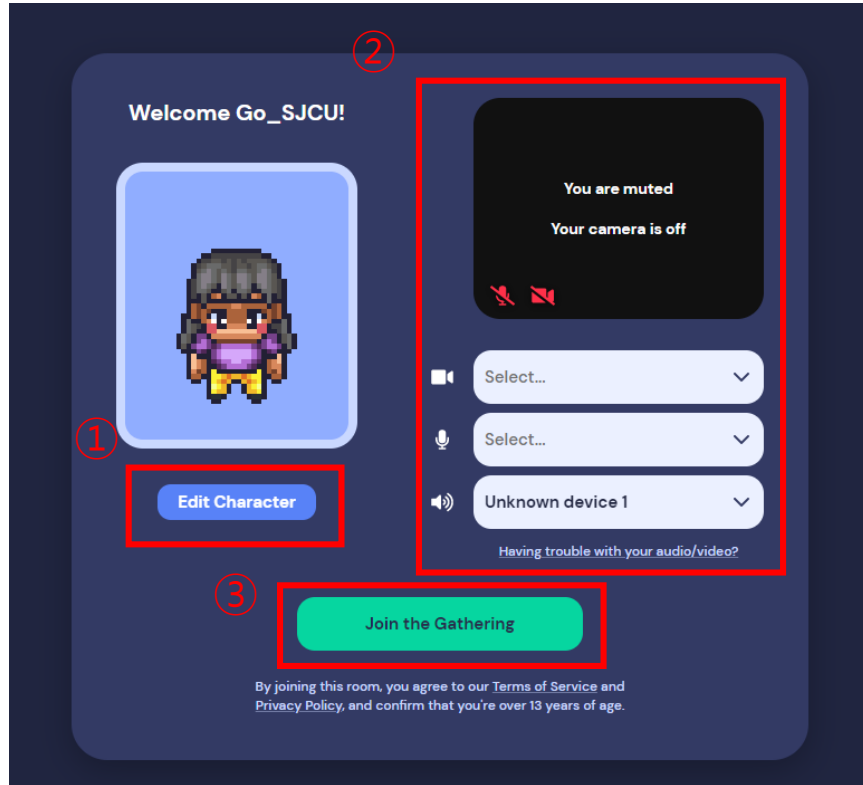 ②
Welcome Go_SJCU!
You are muted
Your camera is off
Select...
①
Select...
Edit Character
Unknown device 1
Having trouble with your audio/video?
③
Join the Gathering
By joining this room, you agree to our Terms of Service and
Privacy Policy, and confirm that you're over 13 years of age.